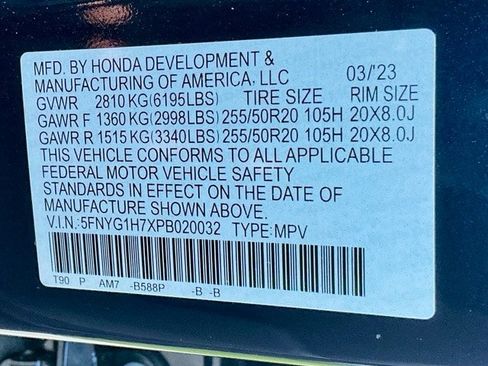 MFD. BY HONDA DEVELOPMENT &
MANUFACTURING OF AMERICA, LLC 03/'23
GVWR 2810 KG(6195LBS) TIRE SIZE RIM SIZE
GAWR F 1360 KG(2998LBS) 255/50R20 105H 20X8.0J
GAWR R 1515 KG(3340LBS) 255/50R20 105H 20X8.0J
THIS VEHICLE CONFORMS TO ALL APPLICABLE
FEDERAL MOTOR VEHICLE SAFETY
STANDARDS IN EFFECT ON THE DATE OF
MANUFACTURE SHOWN ABOVE.
V.I.N.:5FNYG1H7XPB020032 TYPE:MPV
T90 P AM7 -B588P -B -B